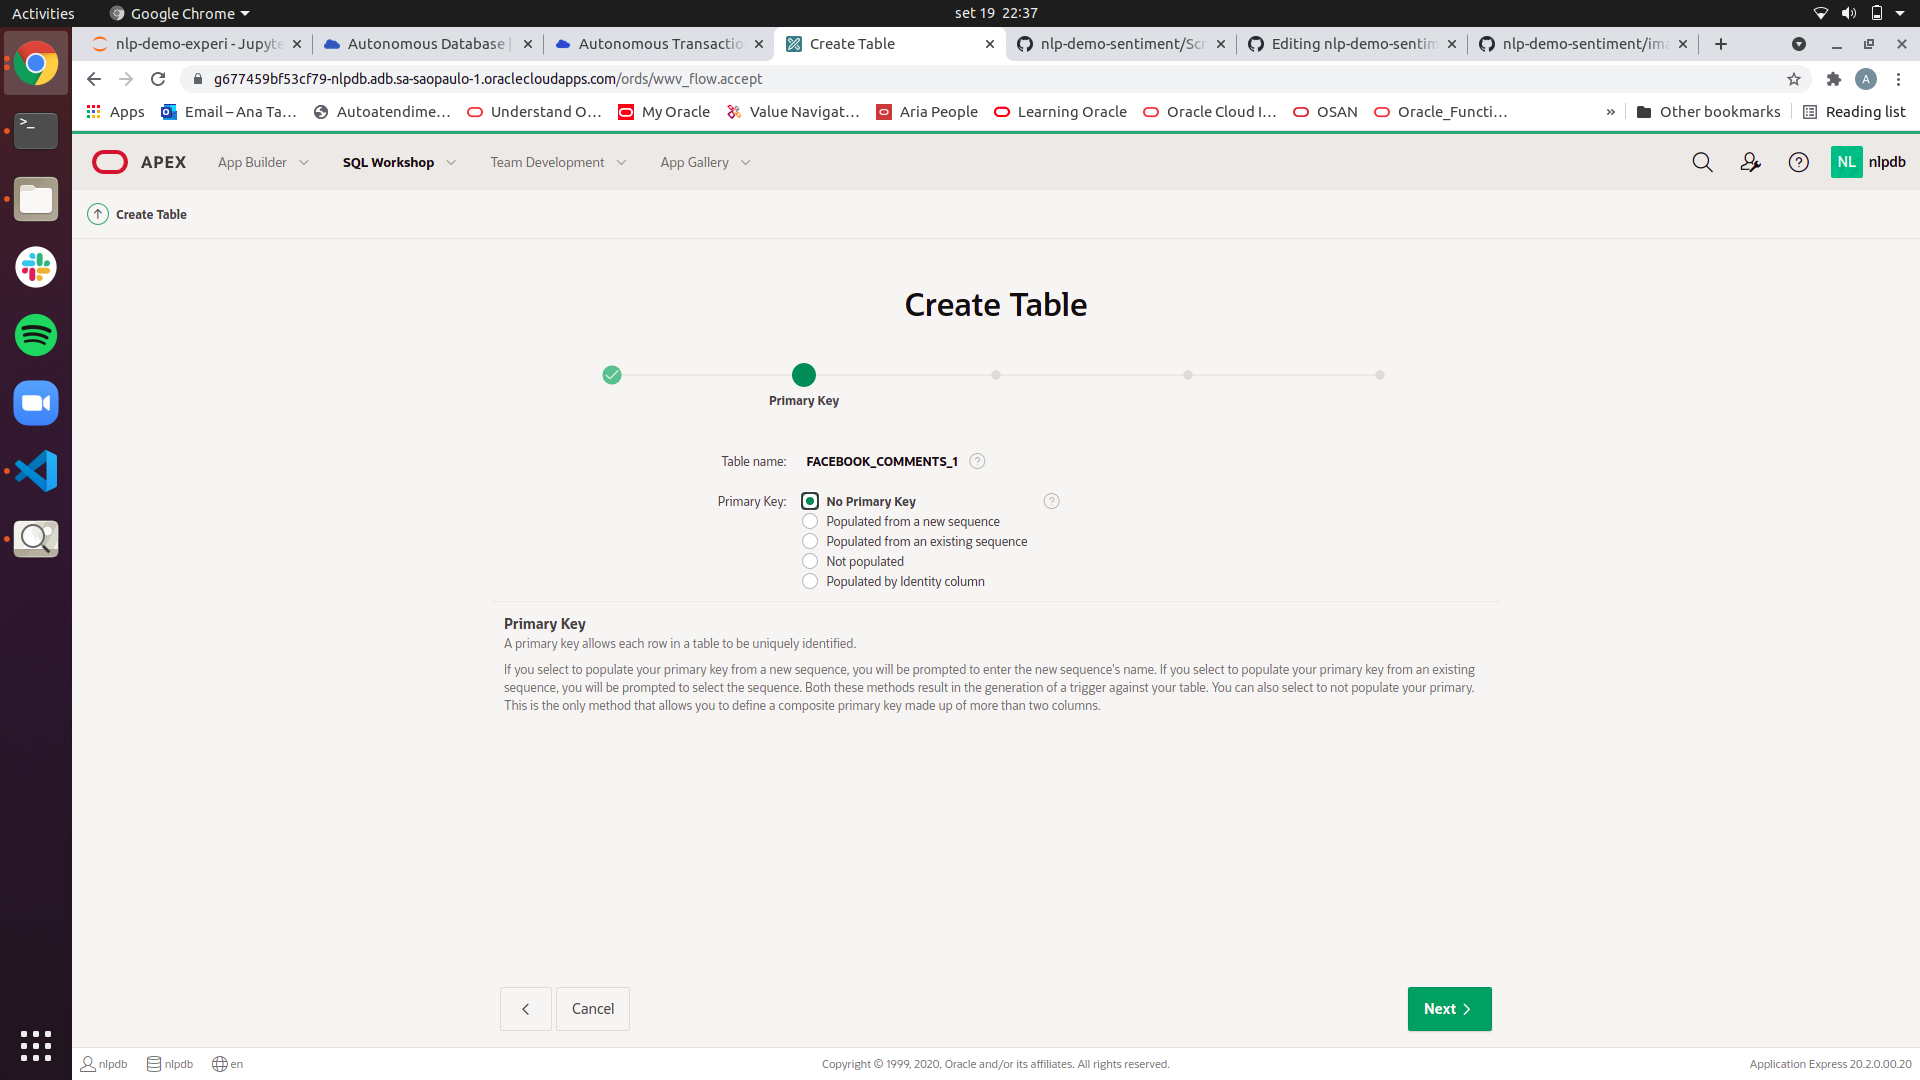 Activities Google Chrome set 19 22:37
nlp-demo-experi - Jupyte Autonomous Database | Autonomous Transactio Create Table nlp-demo-sentiment/Scr Editing nlp-demo-sentim nlp-demo-sentiment/ima
g677459bf53cf79-nlpdb.adb.sa-saopaulo-1.oraclecloudapps.com/ords/wwv_flow.accept A
Apps Email – Ana Ta… Autoatendime… Understand O… My Oracle Value Navigat… Aria People Learning Oracle Oracle Cloud I… OSAN Oracle_Functi… » Other bookmarks Reading list
APEX App Builder SQL Workshop Team Development App Gallery NL nlpdb
Create Table
Create Table
Primary Key
Table name: FACEBOOK_COMMENTS_1
Primary Key: No Primary Key
Populated from a new sequence
Populated from an existing sequence
Not populated
Populated by Identity column
Primary Key
A primary key allows each row in a table to be uniquely identified.
If you select to populate your primary key from a new sequence, you will be prompted to enter the new sequence's name. If you select to populate your primary key from an existing
sequence, you will be prompted to select the sequence. Both these methods result in the generation of a trigger against your table. You can also select to not populate your primary.
This is the only method that allows you to define a composite primary key made up of more than two columns.
Cancel Next
nlpdb nlpdb en Copyright © 1999, 2020, Oracle and/or its affiliates. All rights reserved. Application Express 20.2.0.00.20